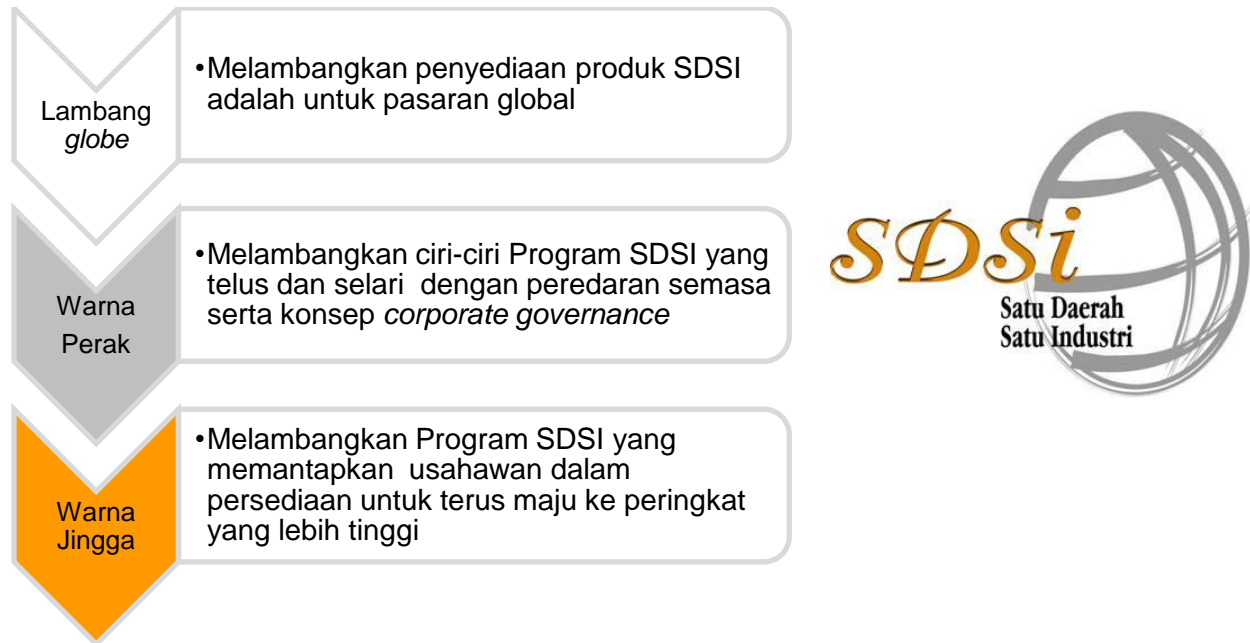 Lambang
globe
•Melambangkan penyediaan produk SDSI
adalah untuk pasaran global
Warna
Perak
•Melambangkan ciri-ciri Program SDSI yang
telus dan selari dengan peredaran semasa
serta konsep corporate governance
Warna
Jingga
•Melambangkan Program SDSI yang
memantapkan usahawan dalam
persediaan untuk terus maju ke peringkat
yang lebih tinggi
SDSi
Satu Daerah
Satu Industri